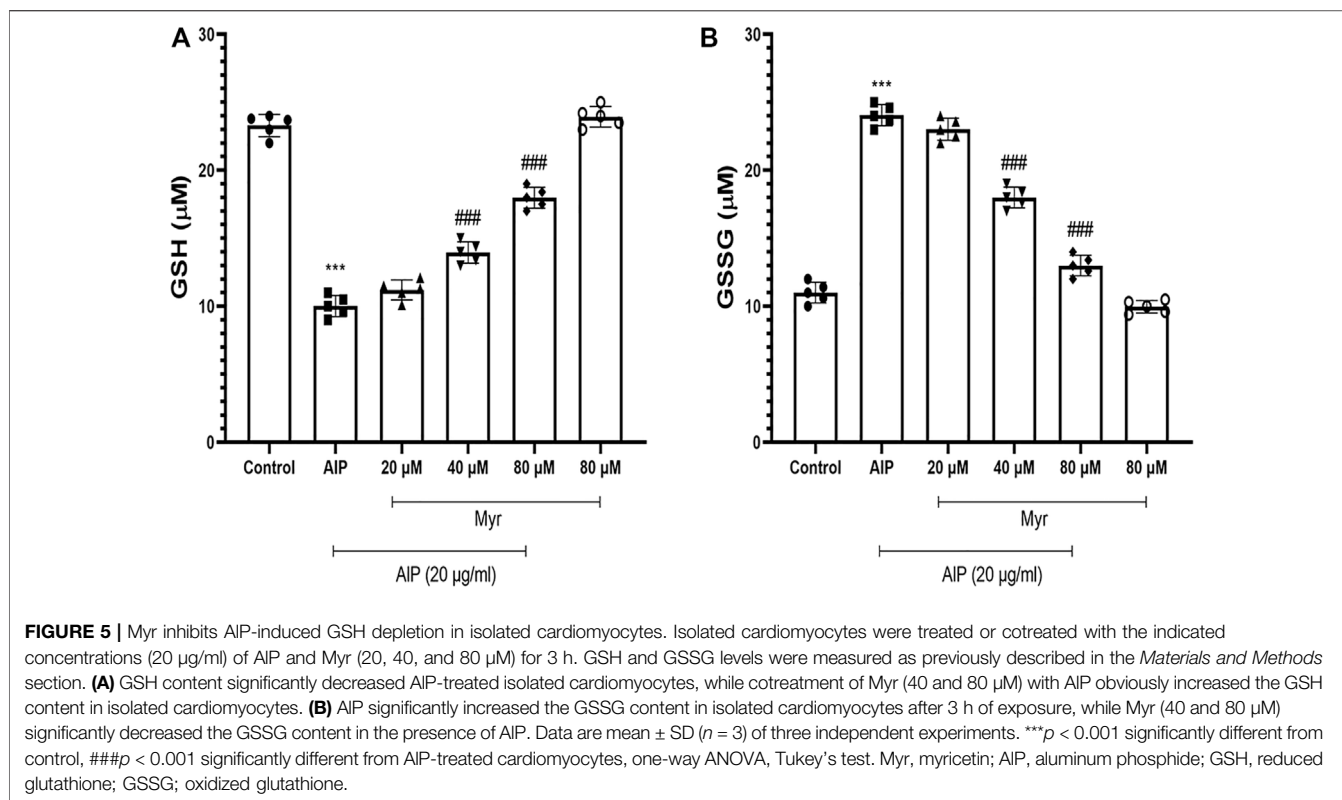 A
30
20
10
0
GSH (μM)
***
###
###
Control
AlP
20 μM
40 μM
80 μM
80 μM
Myr
AlP (20 μg/ml)
B
30
20
10
0
GSSG (μM)
***
###
###
Control
AlP
20 μM
40 μM
80 μM
80 μM
Myr
AlP (20 μg/ml)
FIGURE 5 | Myr inhibits AlP-induced GSH depletion in isolated cardiomyocytes. Isolated cardiomyocytes were treated or cotreated with the indicated
concentrations (20 μg/ml) of AlP and Myr (20, 40, and 80 μM) for 3 h. GSH and GSSG levels were measured as previously described in the Materials and Methods
section. (A) GSH content significantly decreased AlP-treated isolated cardiomyocytes, while cotreatment of Myr (40 and 80 μM) with AlP obviously increased the GSH
content in isolated cardiomyocytes. (B) AlP significantly increased the GSSG content in isolated cardiomyocytes after 3 h of exposure, while Myr (40 and 80 μM)
significantly decreased the GSSG content in the presence of AlP. Data are mean ± SD (n = 3) of three independent experiments. ***p < 0.001 significantly different from
control, ###p < 0.001 significantly different from AlP-treated cardiomyocytes, one-way ANOVA, Tukey's test. Myr, myricetin; AlP, aluminum phosphide; GSH, reduced
glutathione; GSSG; oxidized glutathione.